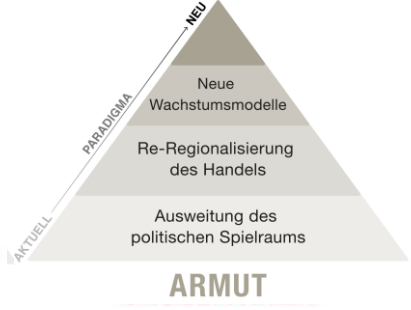 NEU
PARADIGMA
AKTUELL
Neue
Wachstumsmodelle
Re-Regionalisierung
des Handels
Ausweitung des
politischen Spielraums
ARMUT